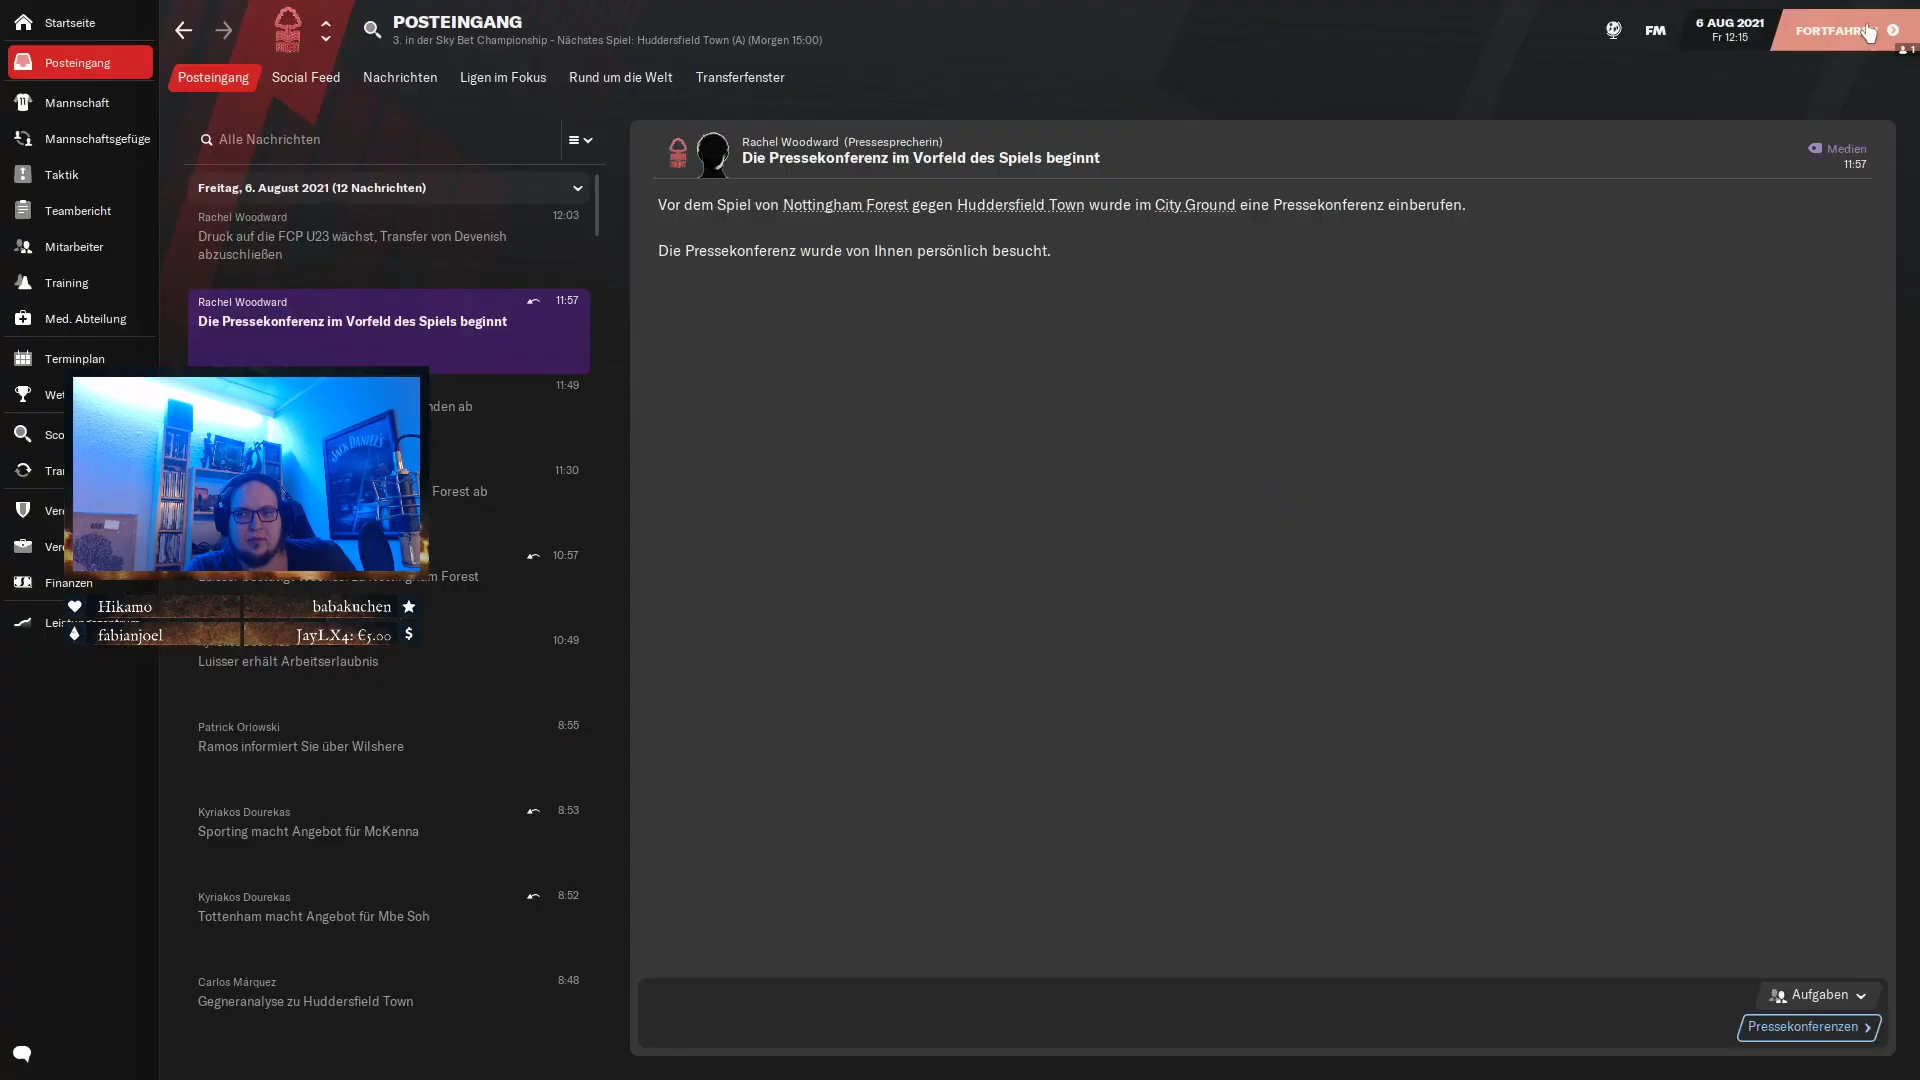 Startseite
POSTEINGANG
3. in der Sky Bet Championship - Nächstes Spiel: Huddersfield Town (A) (Morgen 15:00)
FM
6 AUG 2021
Fr 12:15
1
Posteingang
Posteingang
Social Feed
Nachrichten
Ligen im Fokus
Rund um die Welt
Transferfenster
Mannschaft
Mannschaftsgefüge
Taktik
Teambericht
Mitarbeiter
Training
Med. Abteilung
Terminplan
Finanzen
Alle Nachrichten
Freitag, 6. August 2021 (12 Nachrichten)
Rachel Woodward
12:03
Druck auf die FCP U23 wächst, Transfer von Devenish
abzuschließen
Rachel Woodward
11:57
Die Pressekonferenz im Vorfeld des Spiels beginnt
11:49
nden ab
11:30
Forest ab
10:57
Forest
10:49
Luisser erhält Arbeitserlaubnis
Patrick Orlowski
8:55
Ramos informiert Sie über Wilshere
Kyriakos Dourekas
8:53
Sporting macht Angebot für McKenna
Kyriakos Dourekas
8:52
Tottenham macht Angebot für Mbe Soh
Carlos Márquez
8:48
Gegneranalyse zu Huddersfield Town
JACK DANIEL'S
Hikamo
babakuchen
fabianjoel
JayLX4: €5.00
Rachel Woodward (Pressesprecherin)
Die Pressekonferenz im Vorfeld des Spiels beginnt
Medien
11:57
Vor dem Spiel von Nottingham Forest gegen Huddersfield Town wurde im City Ground eine Pressekonferenz einberufen.
Die Pressekonferenz wurde von Ihnen persönlich besucht.
Aufgaben
Pressekonferenzen